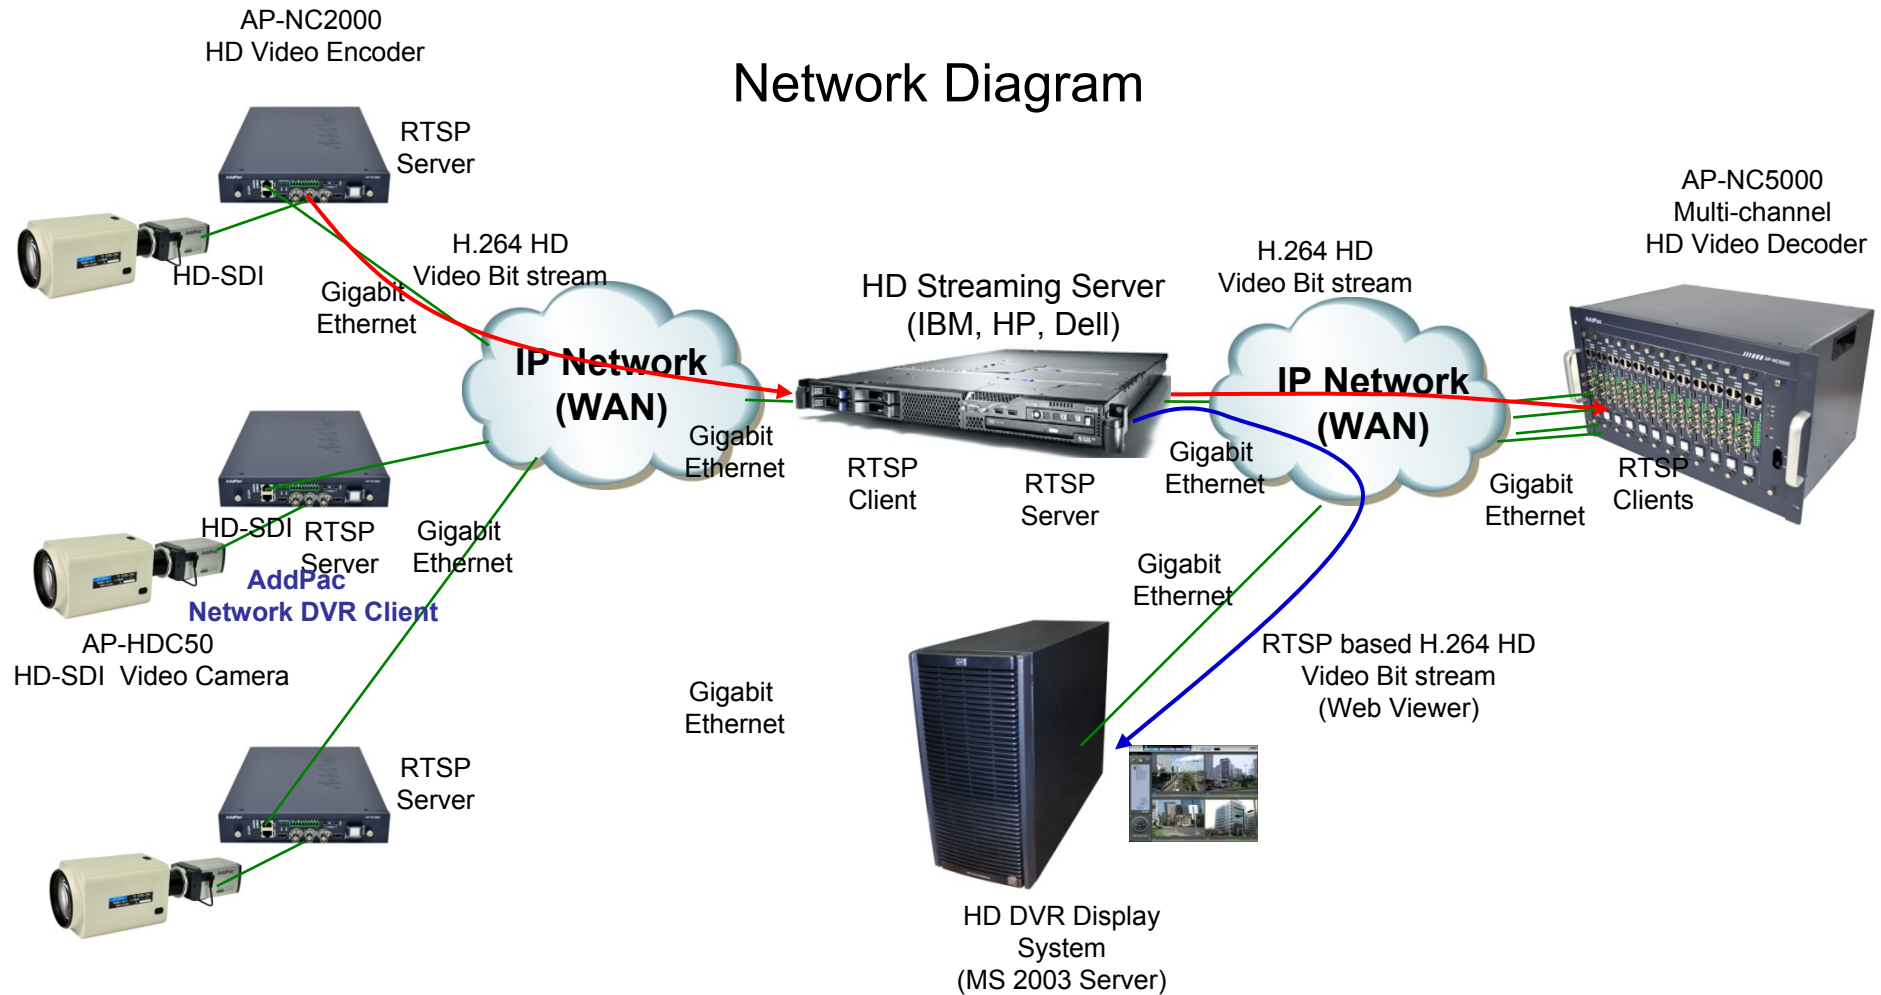 AP-NC2000
HD Video Encoder
Network Diagram
RTSP
Server
HD-SDI
Gigabit
Ethernet
H.264 HD
Video Bit stream
IP Network
(WAN)
Gigabit
Ethernet
HD Streaming Server
(IBM, HP, Dell)
RTSP
Client
RTSP
Server
H.264 HD
Video Bit stream
IP Network
(WAN)
Gigabit
Ethernet
AP-NC5000
Multi-channel
HD Video Decoder
AddPac
AP-NC5000
RTSP
Clients
Gigabit
Ethernet
HD-SDI
RTSP
Server
Gigabit
Ethernet
AddPac
Network DVR Client
AP-HDC50
HD-SDI  Video Camera
Gigabit
Ethernet
Gigabit
Ethernet
RTSP based H.264 HD
Video Bit stream
(Web Viewer)
RTSP
Server
HD DVR Display
System
(MS 2003 Server)